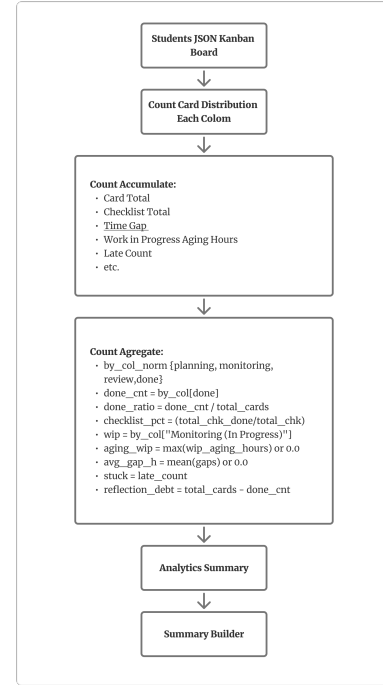 Students JSON Kanban
Board
Count Card Distribution
Each Colom
Count Accumulate:
• Card Total
• Checklist Total
• Time Gap
• Work in Progress Aging Hours
• Late Count
• etc.
Count Agregate:
• by_col_norm {planning, monitoring,
review,done}
• done_cnt = by_col[done]
• done_ratio = done_cnt / total_cards
• checklist_pct = (total_chk_done/total_chk)
• wip = by_col["Monitoring (In Progress)"]
• aging_wip = max(wip_aging_hours) or 0.0
• avg_gap_h = mean(gaps) or 0.0
• stuck = late_count
• reflection_debt = total_cards - done_cnt
Analytics Summary
Summary Builder